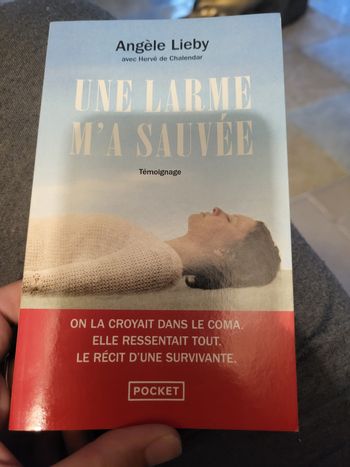 Angèle Lieby
avec Hervé de Chalendar
UNE LARME
M'A SAUVÉE
Témoignage
ON LA CROYAIT DANS LE COMA.
ELLE RESSENTAIT TOUT.
LE RÉCIT D'UNE SURVIVANTE.
POCKET